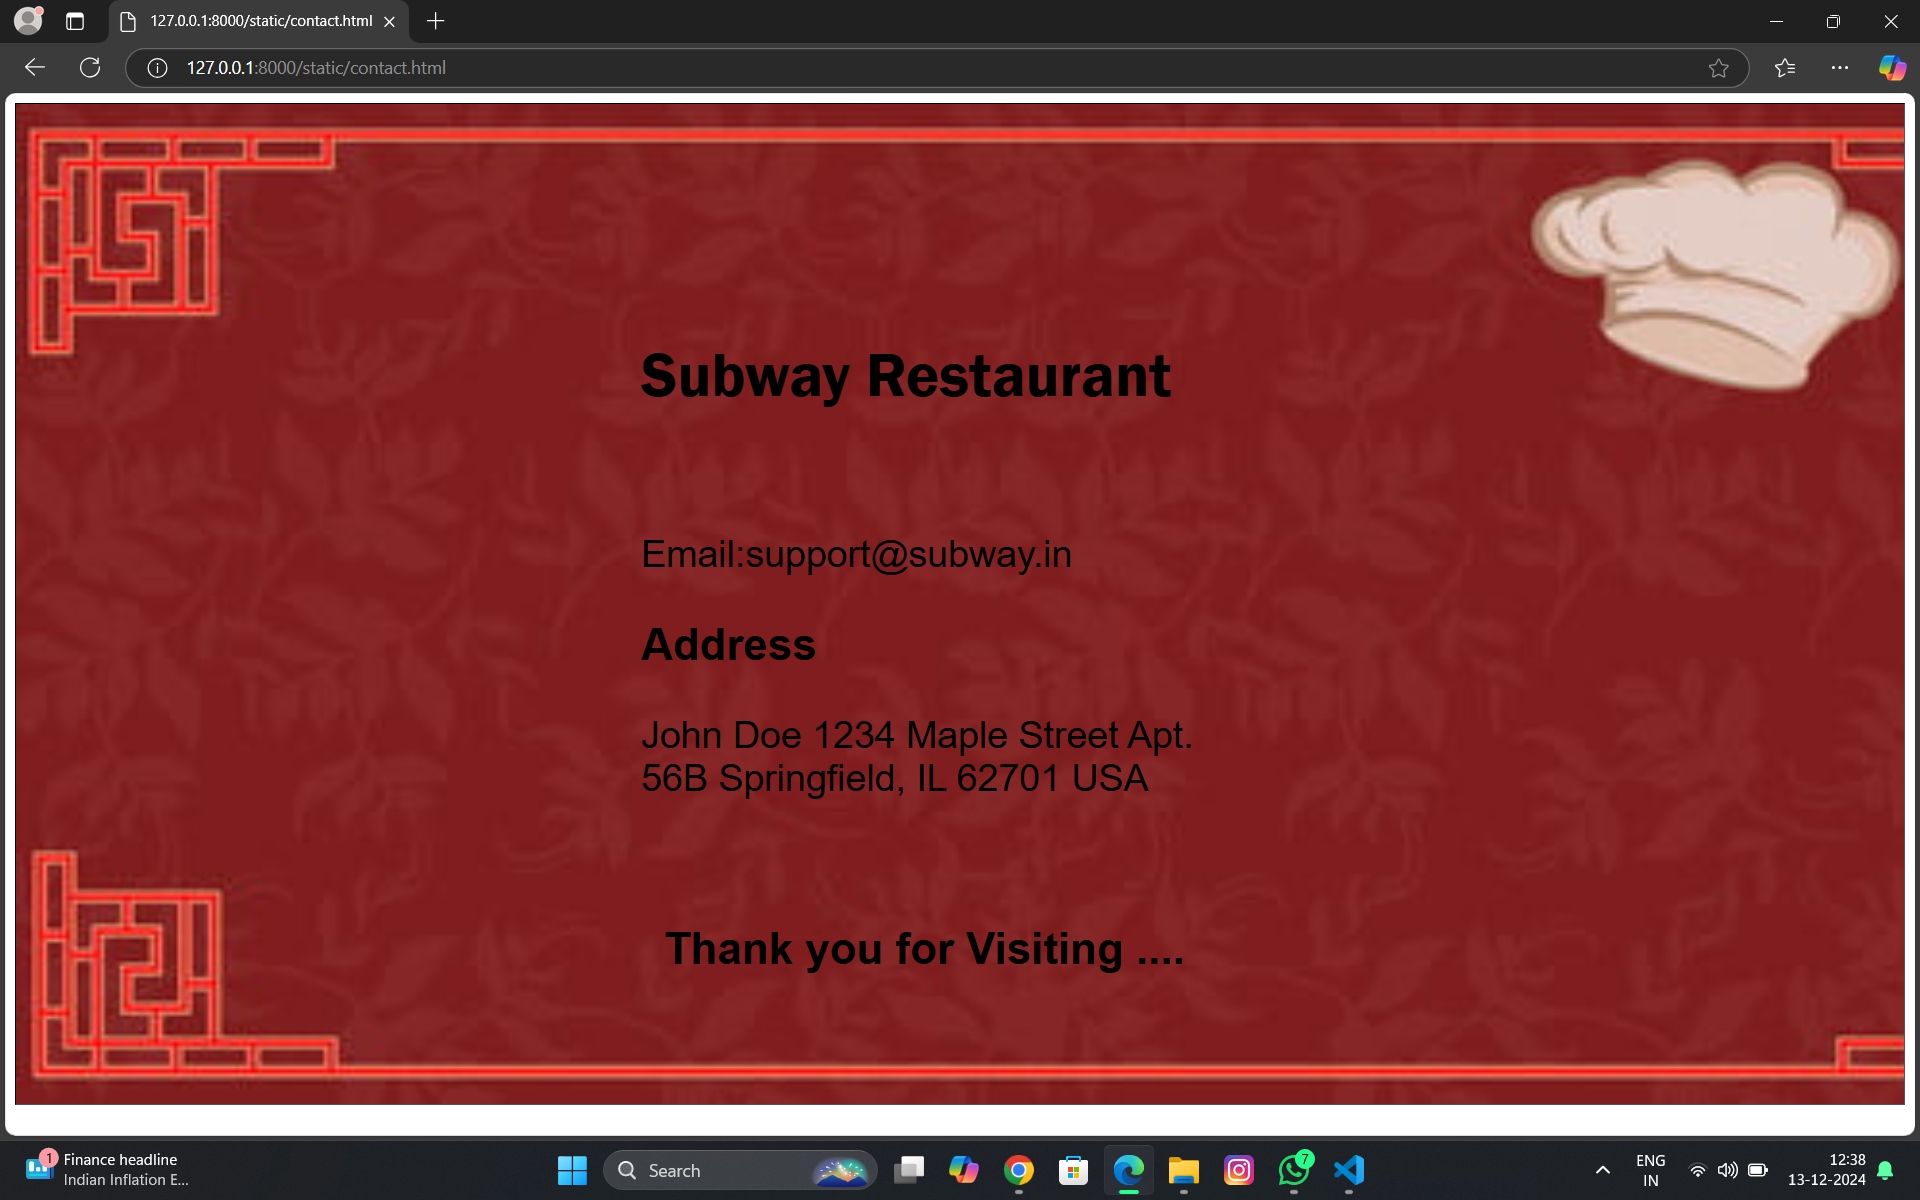 127.0.0.1:8000/static/contact.html
127.0.0.1:8000/static/contact.html
Subway Restaurant
Email:support@subway.in
Address
John Doe 1234 Maple Street Apt.
56B Springfield, IL 62701 USA
Thank you for Visiting ....
1
Finance headline
Indian Inflation E...
Search
7
ENG
IN
12:38
13-12-2024